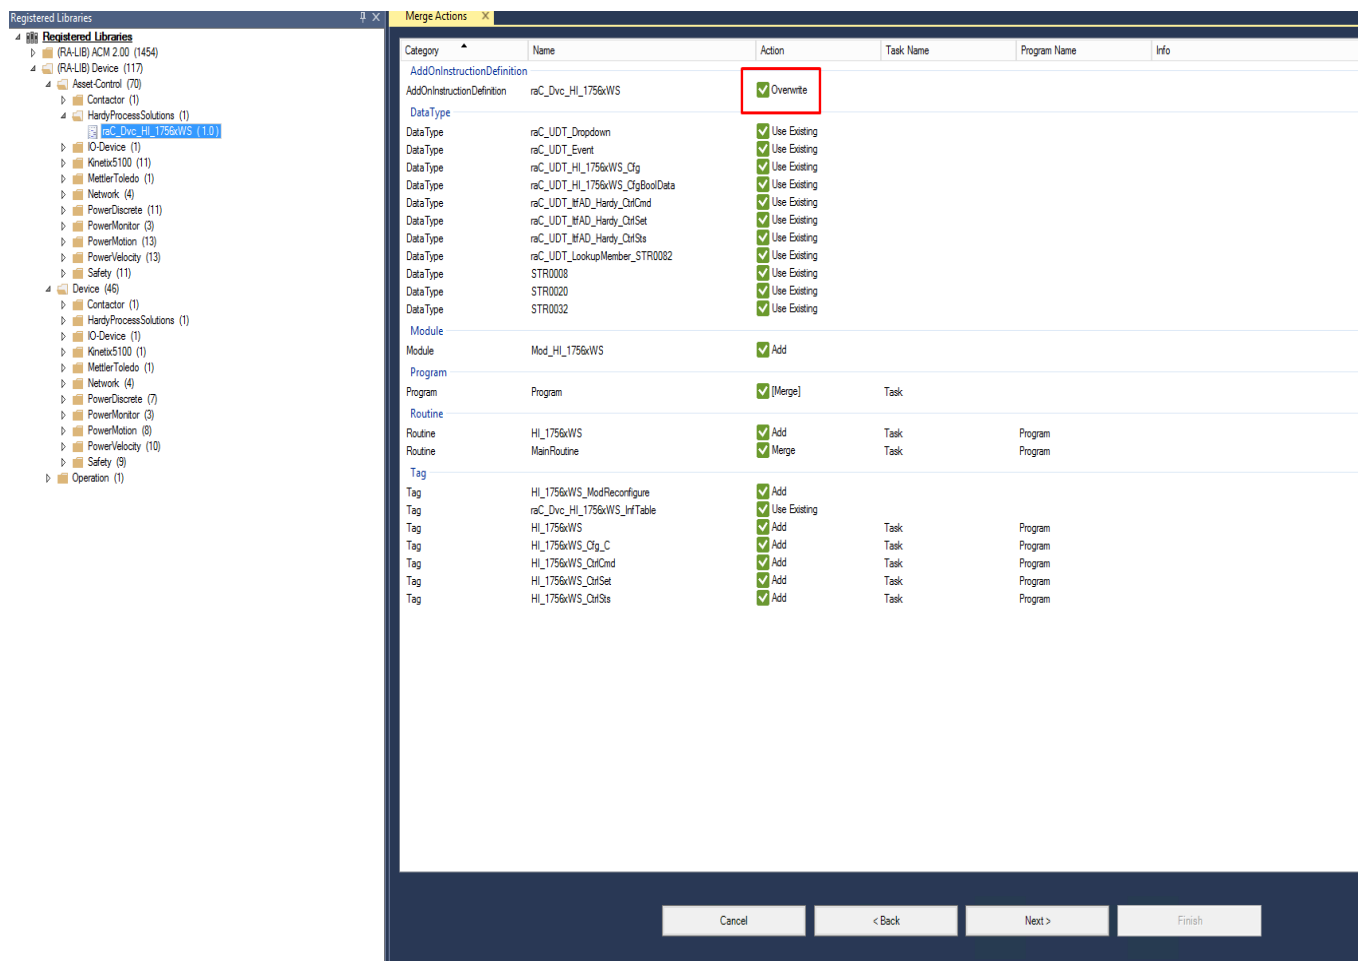 Registered Libraries
Registered Libraries
(RA-LIB) ACM 2.00 (1454)
(RA-LIB) Device (117)
Asset-Control (70)
Contactor (1)
HardyProcessSolutions (1)
raC_Dvc_HI_1756xWS (1.0)
IO-Device (1)
Kinetix5100 (11)
MettlerToledo (1)
Network (4)
PowerDiscrete (11)
PowerMonitor (3)
PowerMotion (13)
PowerVelocity (13)
Safety (11)
Device (46)
Contactor (1)
HardyProcessSolutions (1)
IO-Device (1)
Kinetix5100 (1)
MettlerToledo (1)
Network (4)
PowerDiscrete (7)
PowerMonitor (3)
PowerMotion (8)
PowerVelocity (10)
Safety (9)
Operation (1)
Merge Actions X
Category Name Action Task Name Program Name Info
AddOnInstructionDefinition
AddOnInstructionDefinition raC_Dvc_HI_1756xWS Overwrite
DataType
DataType raC_UDT_Dropdown Use Existing
DataType raC_UDT_Event Use Existing
DataType raC_UDT_HI_1756xWS_Cfg Use Existing
DataType raC_UDT_HI_1756xWS_CfgBoolData Use Existing
DataType raC_UDT_ItfAD_Hardy_CtrlCmd Use Existing
DataType raC_UDT_ItfAD_Hardy_CtrlSet Use Existing
DataType raC_UDT_ItfAD_Hardy_CtrlSts Use Existing
DataType raC_UDT_LookupMember_STR0082 Use Existing
DataType STR0008 Use Existing
DataType STR0020 Use Existing
DataType STR0032 Use Existing
Module
Module Mod_HI_1756xWS Add
Program
Program Program [Merge] Task
Routine
Routine HI_1756xWS Add Task Program
Routine MainRoutine Merge Task Program
Tag
Tag HI_1756xWS_ModReconfigure Add
Tag raC_Dvc_HI_1756xWS_InfTable Use Existing
Tag HI_1756xWS Add Task Program
Tag HI_1756xWS_Cfg_C Add Task Program
Tag HI_1756xWS_CtrlCmd Add Task Program
Tag HI_1756xWS_CtrlSet Add Task Program
Tag HI_1756xWS_CtrlSts Add Task Program
Cancel < Back Next > Finish